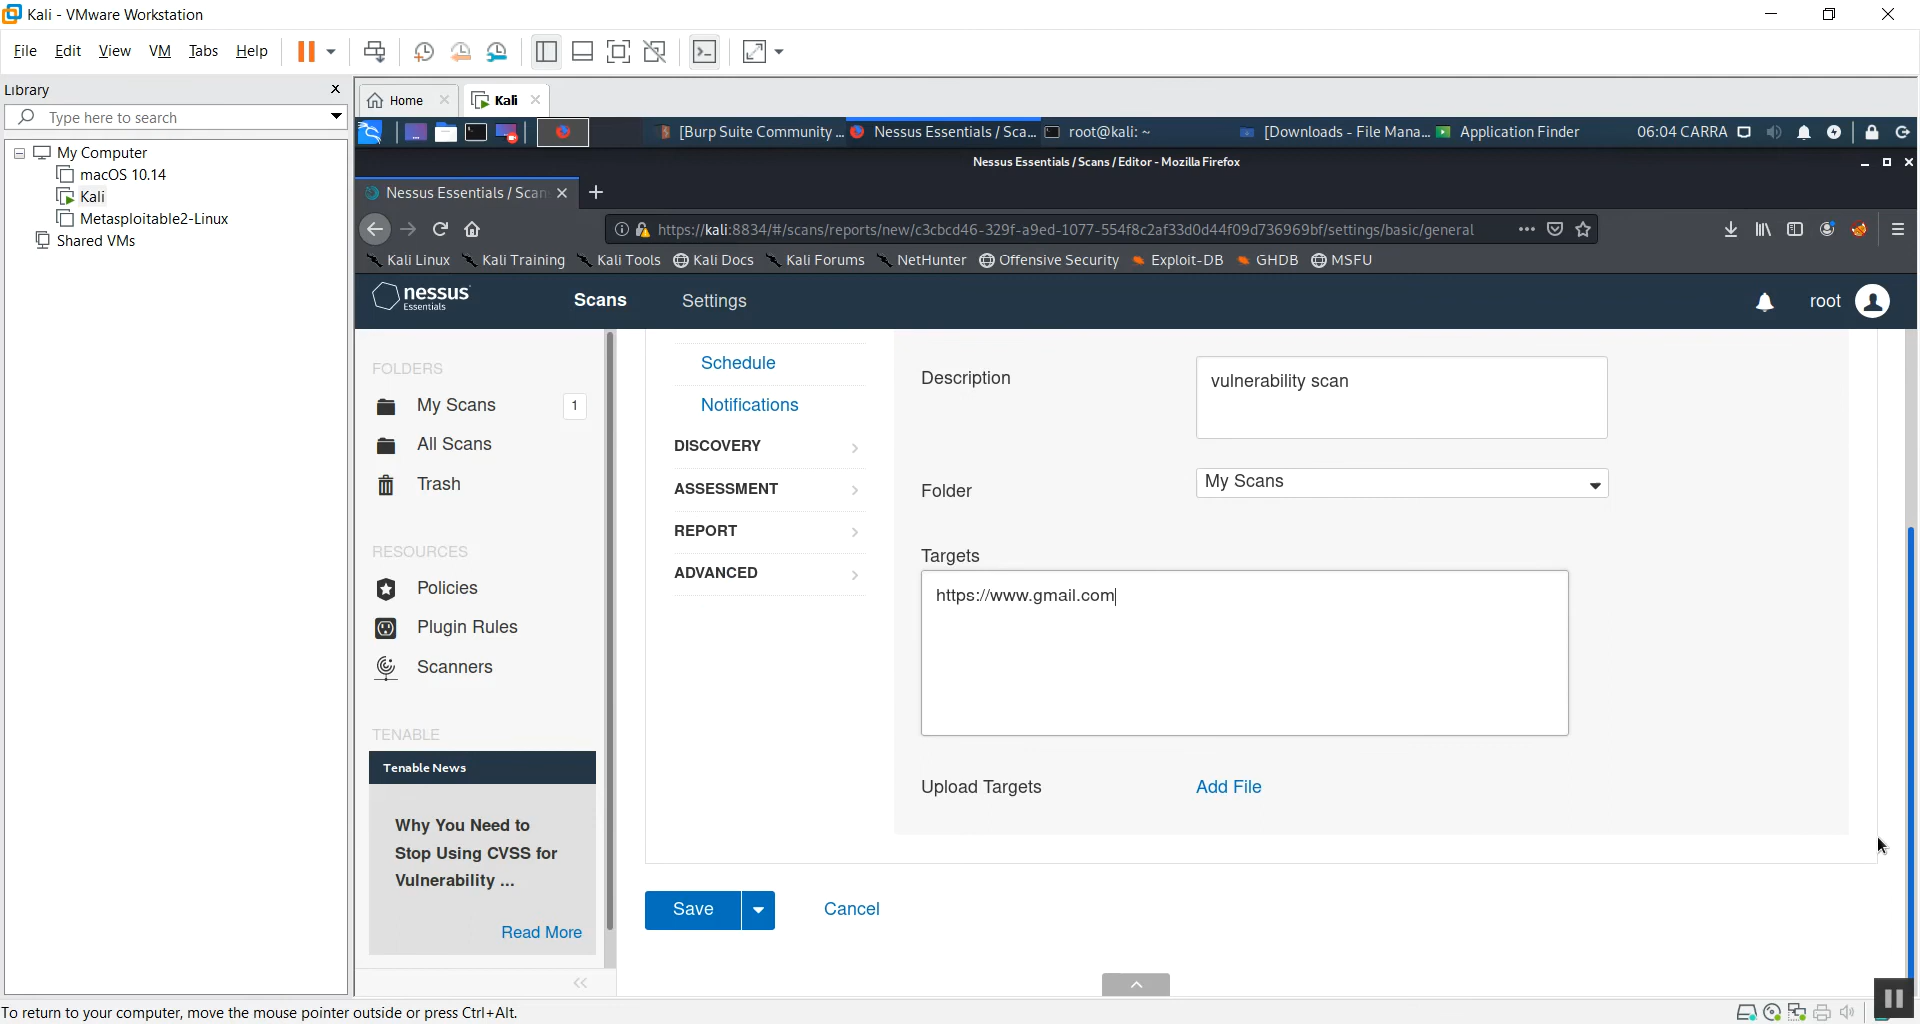 Kali - VMware Workstation
File Edit View VM Tabs Help
Library
Type here to search
My Computer
macOS 10.14
Kali
Metasploitable2-Linux
Shared VMs
Home
Kali
[Burp Suite Community ...
Nessus Essentials / Sca...
root@kali: ~
[Downloads - File Mana...
Application Finder
06:04 CARRA
Nessus Essentials / Scans / Editor - Mozilla Firefox
Nessus Essentials / Scan
https://kali:8834/#/scans/reports/new/c3cbcd46-329f-a9ed-1077-554f8c2af33d0d44f09d736969bf/settings/basic/general
Kali Linux Kali Training Kali Tools Kali Docs Kali Forums NetHunter Offensive Security Exploit-DB GHDB MSFU
nessus
Essentials
Scans
Settings
root
FOLDERS
My Scans 1
All Scans
Trash
RESOURCES
Policies
Plugin Rules
Scanners
TENABLE
Tenable News
Why You Need to
Stop Using CVSS for
Vulnerability ...
Read More
Schedule
Notifications
DISCOVERY
ASSESSMENT
REPORT
ADVANCED
Description
vulnerability scan
Folder
My Scans
Targets
https://www.gmail.com
Upload Targets
Add File
Save
Cancel
To return to your computer, move the mouse pointer outside or press Ctrl+Alt.